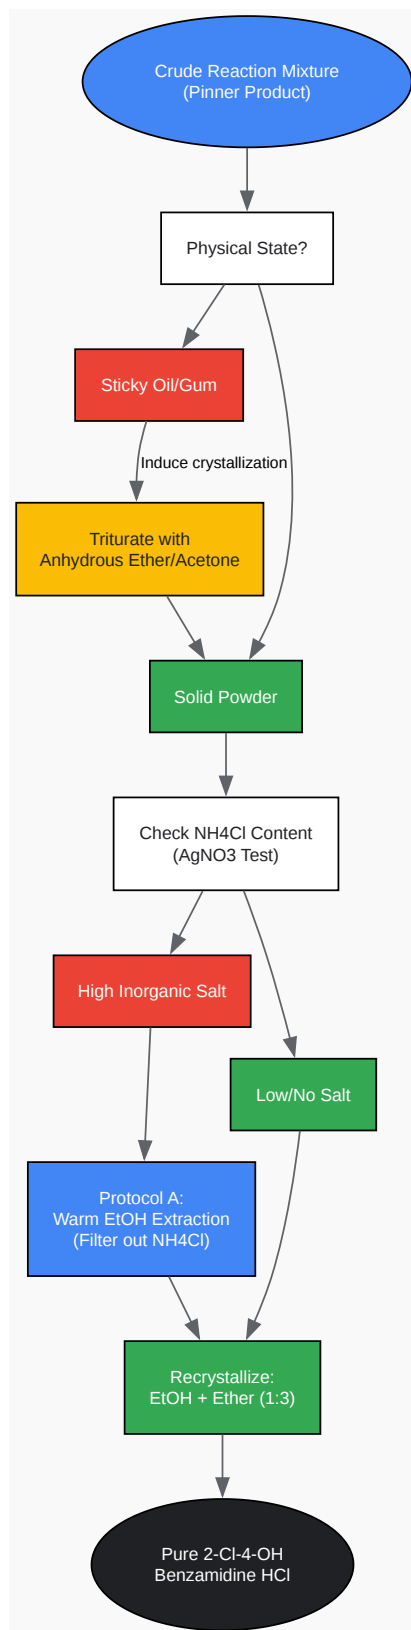 Crude Reaction Mixture
(Pinner Product)
Physical State?
Sticky Oil/Gum
Induce crystallization
Triturate with
Anhydrous Ether/Acetone
Solid Powder
Check NH4Cl Content
(AgNO3 Test)
High Inorganic Salt
Low/No Salt
Protocol A:
Warm EtOH Extraction
(Filter out NH4Cl)
Recrystallize:
EtOH + Ether (1:3)
Pure 2-Cl-4-OH
Benzamidine HCl